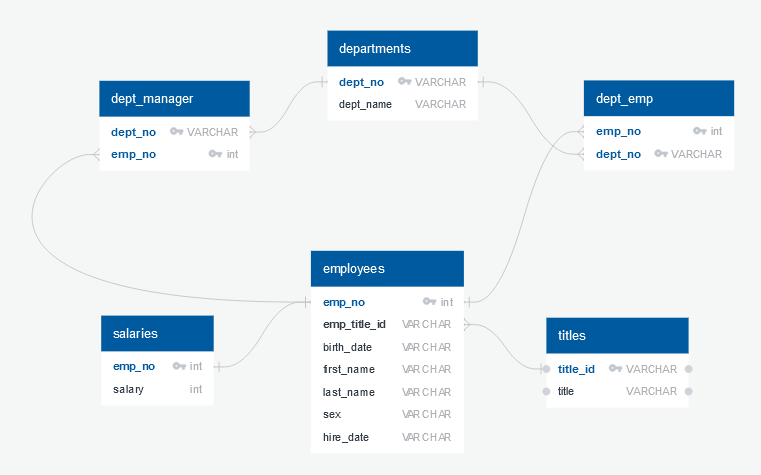 departments
dept_no VARCHAR
dept_name VARCHAR
dept_manager
dept_no VARCHAR
emp_no int
dept_emp
emp_no int
dept_no VARCHAR
employees
emp_no int
emp_title_id VARCHAR
birth_date VARCHAR
first_name VARCHAR
last_name VARCHAR
sex VARCHAR
hire_date VARCHAR
salaries
emp_no int
salary int
titles
title_id VARCHAR
title VARCHAR